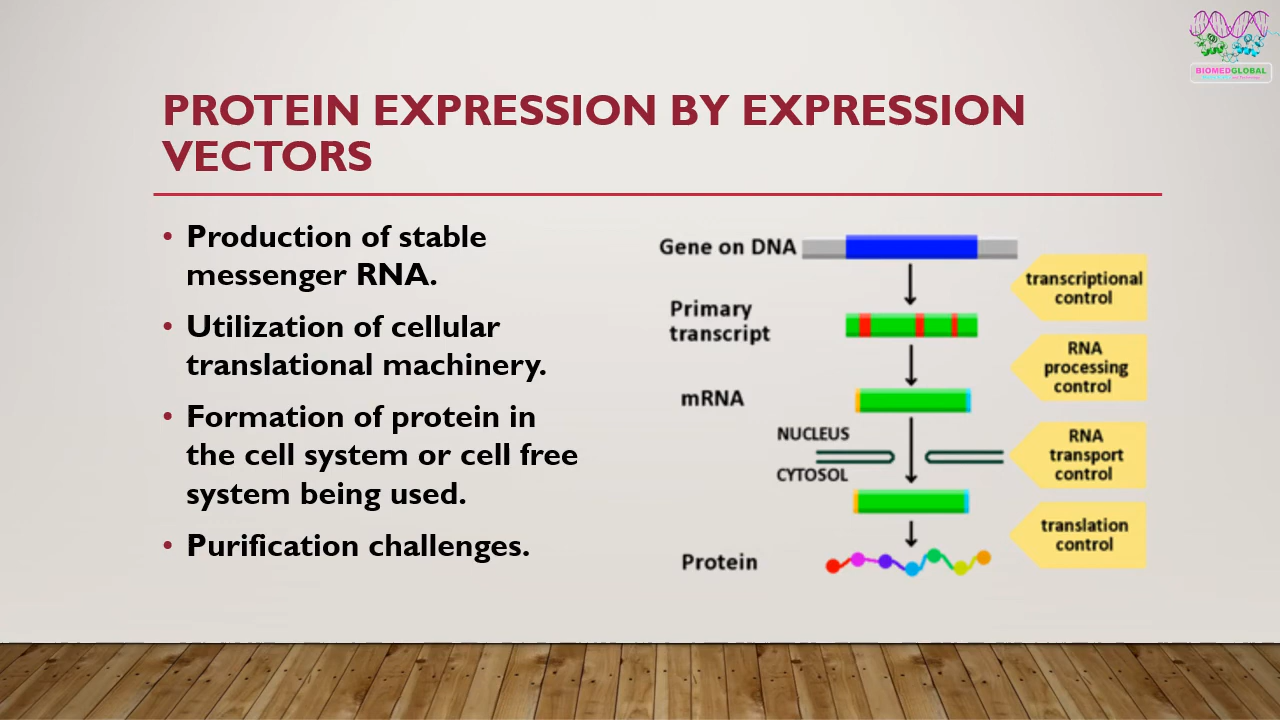 BIOMEDGLOBAL
PROTEIN EXPRESSION BY EXPRESSION
VECTORS
• Production of stable
messenger RNA.
• Utilization of cellular
translational machinery.
• Formation of protein in
the cell system or cell free
system being used.
• Purification challenges.
Gene on DNA
transcriptional
control
Primary
transcript
RNA
processing
control
mRNA
NUCLEUS
CYTOSOL
RNA
transport
control
translation
control
Protein